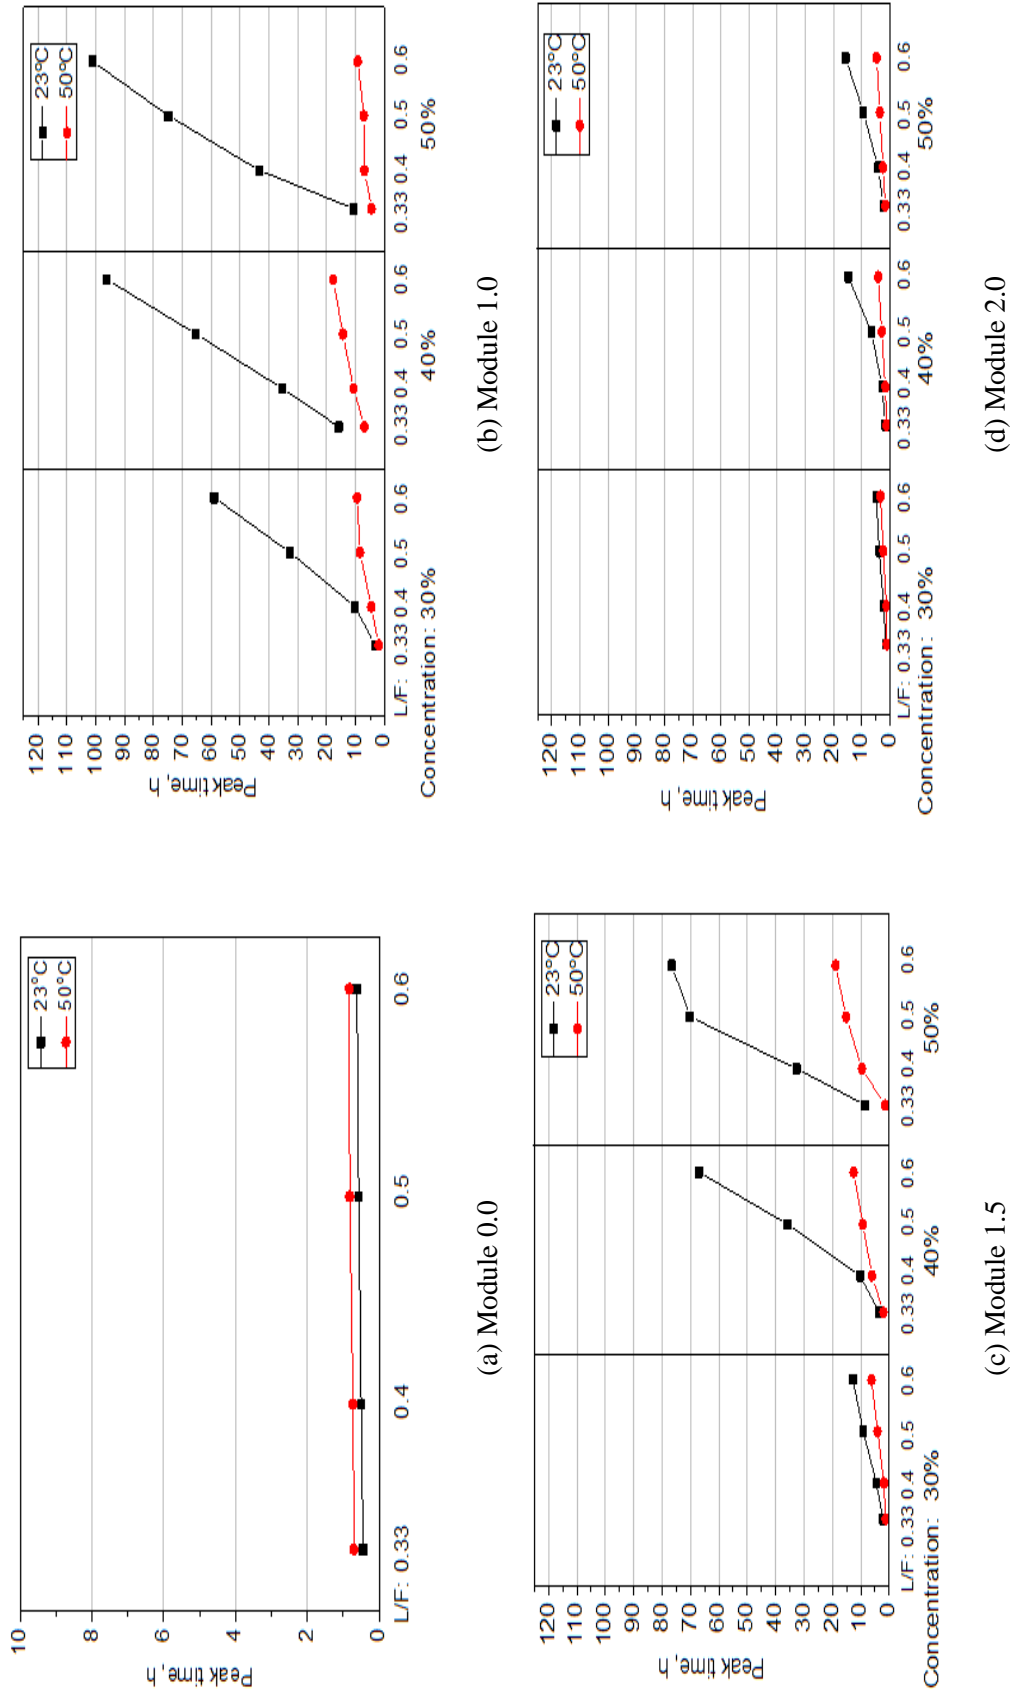 10
8
6
4
2
0
Peak time, h
23°C
50°C
L/F: 0.33 0.4 0.5 0.6
(a) Module 0.0
120
110
100
90
80
70
60
50
40
30
20
10
0
Peak time, h
23°C
50°C
L/F: 0.33 0.4 0.5 0.6 0.33 0.4 0.5 0.6 0.33 0.4 0.5 0.6
Concentration: 30% 40% 50%
(b) Module 1.0
120
110
100
90
80
70
60
50
40
30
20
10
0
Peak time, h
23°C
50°C
L/F: 0.33 0.4 0.5 0.6 0.33 0.4 0.5 0.6 0.33 0.4 0.5 0.6
Concentration: 30% 40% 50%
(c) Module 1.5
120
110
100
90
80
70
60
50
40
30
20
10
0
Peak time, h
23°C
50°C
L/F: 0.33 0.4 0.5 0.6 0.33 0.4 0.5 0.6 0.33 0.4 0.5 0.6
Concentration: 30% 40% 50%
(d) Module 2.0